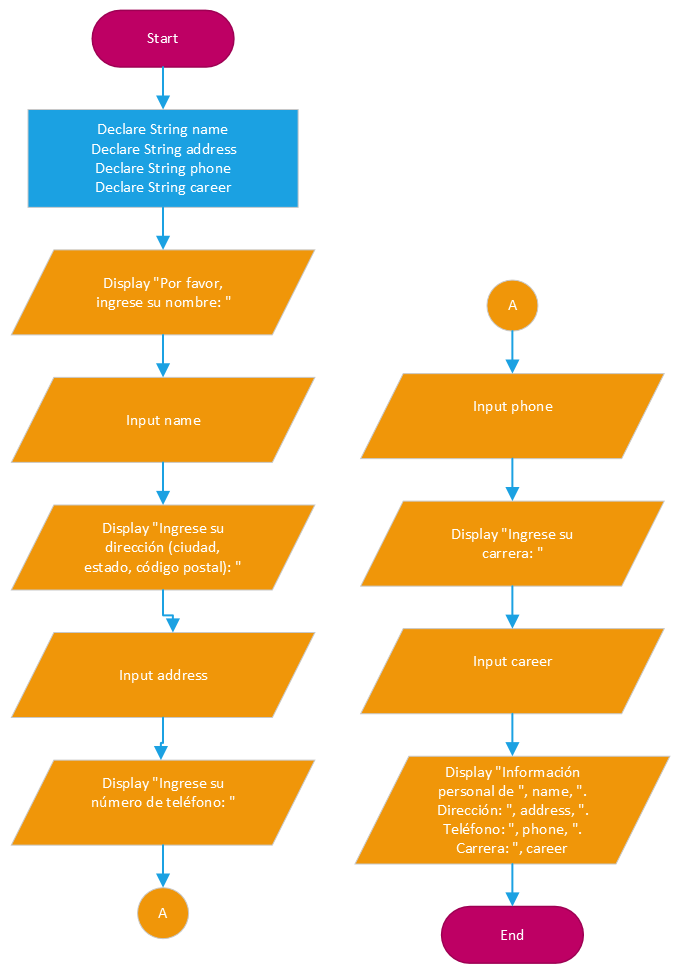 Start
Declare String name
Declare String address
Declare String phone
Declare String career
Display "Por favor,
ingrese su nombre: "
Input name
Display "Ingrese su
dirección (ciudad,
estado, código postal): "
Input address
Display "Ingrese su
número de teléfono: "
A
A
Input phone
Display "Ingrese su
carrera: "
Input career
Display "Información
personal de ", name, ".
Dirección: ", address, ".
Teléfono: ", phone, ".
Carrera: ", career
End